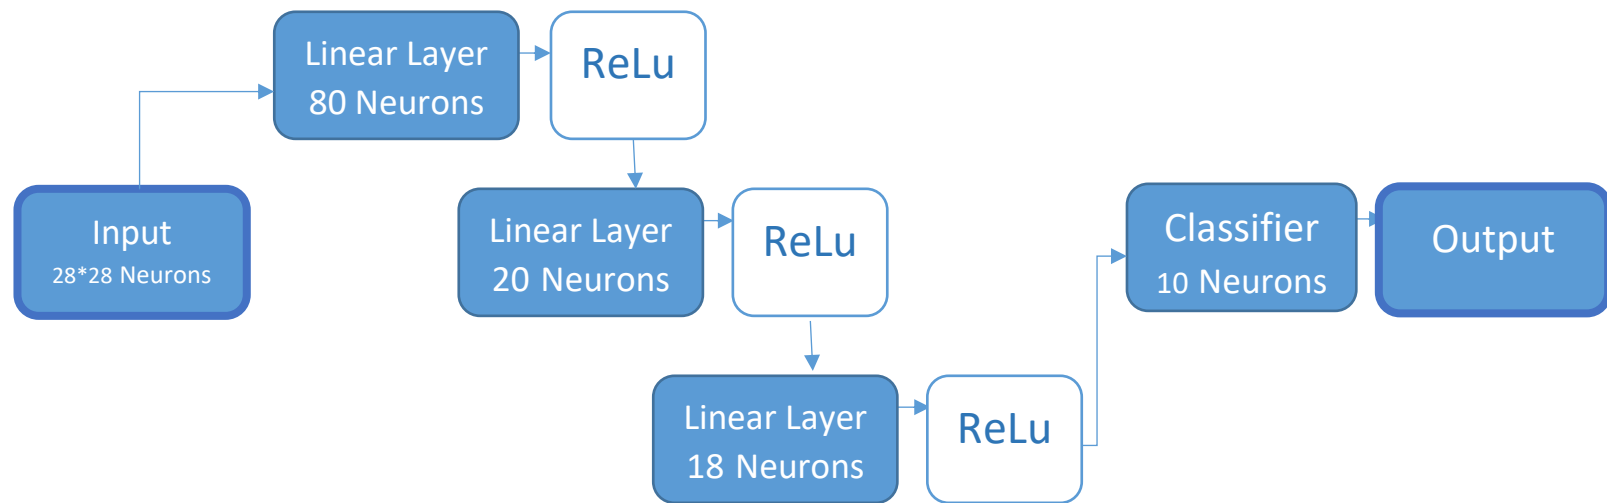 Input
28*28 Neurons
Linear Layer
80 Neurons
ReLu
Linear Layer
20 Neurons
ReLu
Linear Layer
18 Neurons
ReLu
Classifier
10 Neurons
Output